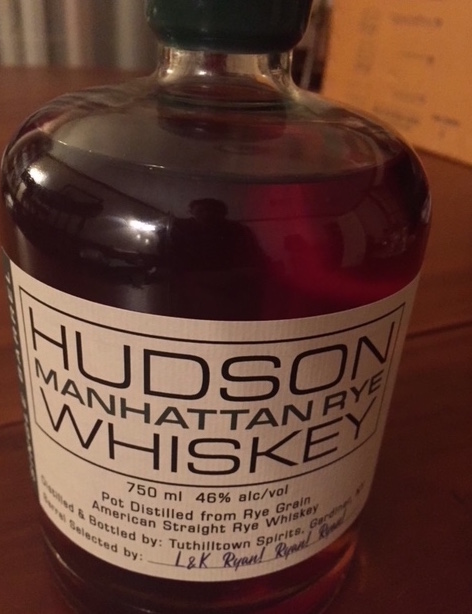 HUDSON
MANHATTAN RYE
WHISKEY
750 ml 46% alc/vol
Pot Distilled from Rye Grain
American Straight Rye Whiskey
Distilled & Bottled by: Tuthilltown Spirits, Gardiner, NY
Barrel Selected by: L&K Ryan! Ryan! Ryan!